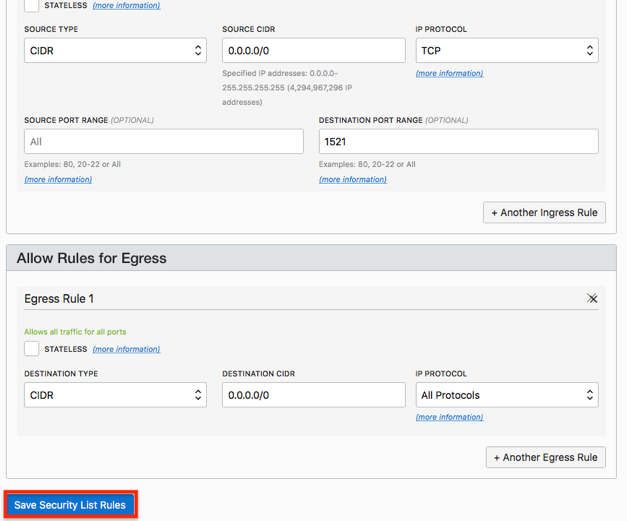 STATELESS (more information)
SOURCE TYPE SOURCE CIDR IP PROTOCOL
CIDR 0.0.0.0/0 TCP
Specified IP addresses: 0.0.0.0- (more information)
255.255.255.255 (4,294,967,296 IP
addresses)
SOURCE PORT RANGE (OPTIONAL) DESTINATION PORT RANGE (OPTIONAL)
All 1521
Examples: 80, 20-22 or All Examples: 80, 20-22 or All
(more information) (more information)
+ Another Ingress Rule
Allow Rules for Egress
Egress Rule 1
Allows all traffic for all ports
STATELESS (more information)
DESTINATION TYPE DESTINATION CIDR IP PROTOCOL
CIDR 0.0.0.0/0 All Protocols
(more information)
+ Another Egress Rule
Save Security List Rules